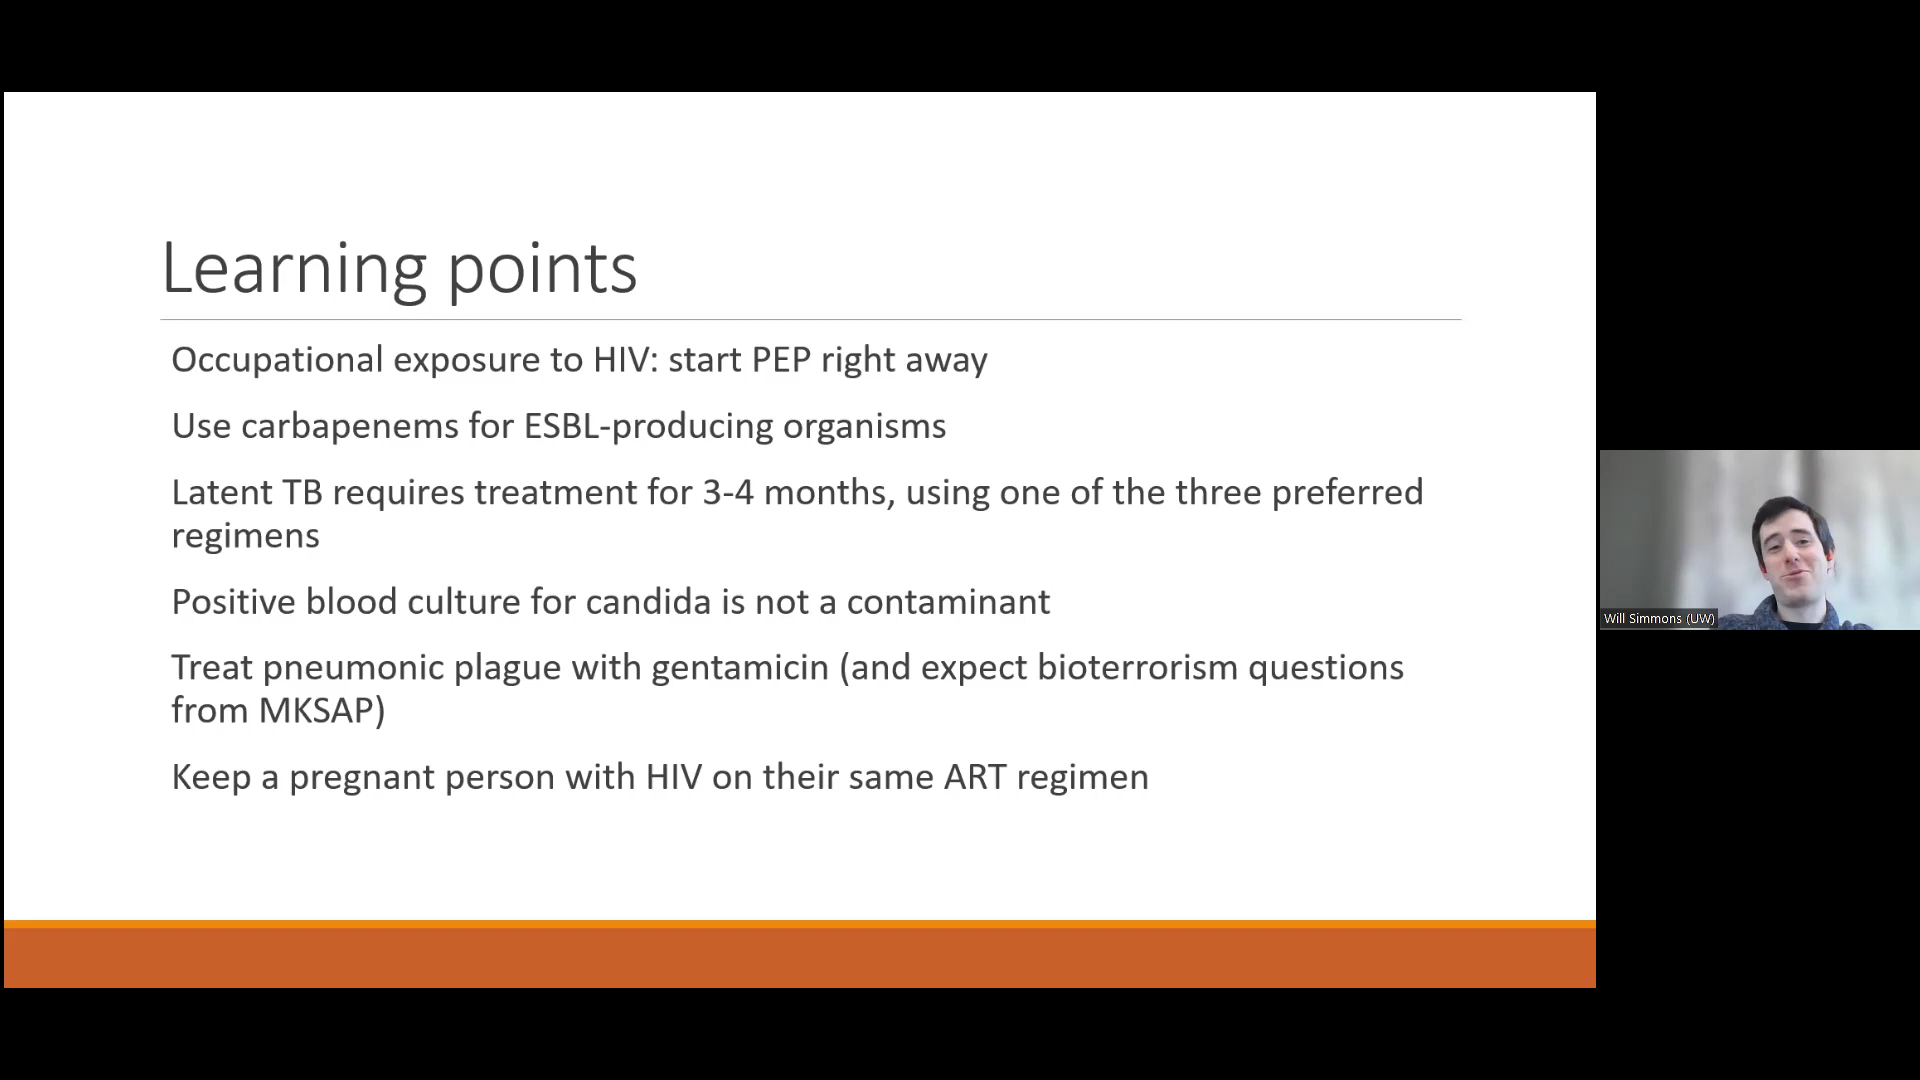 Learning points
Occupational exposure to HIV: start PEP right away
Use carbapenems for ESBL-producing organisms
Latent TB requires treatment for 3-4 months, using one of the three preferred
regimens
Positive blood culture for candida is not a contaminant
Treat pneumonic plague with gentamicin (and expect bioterrorism questions
from MKSAP)
Keep a pregnant person with HIV on their same ART regimen
Will Simmons (UW)